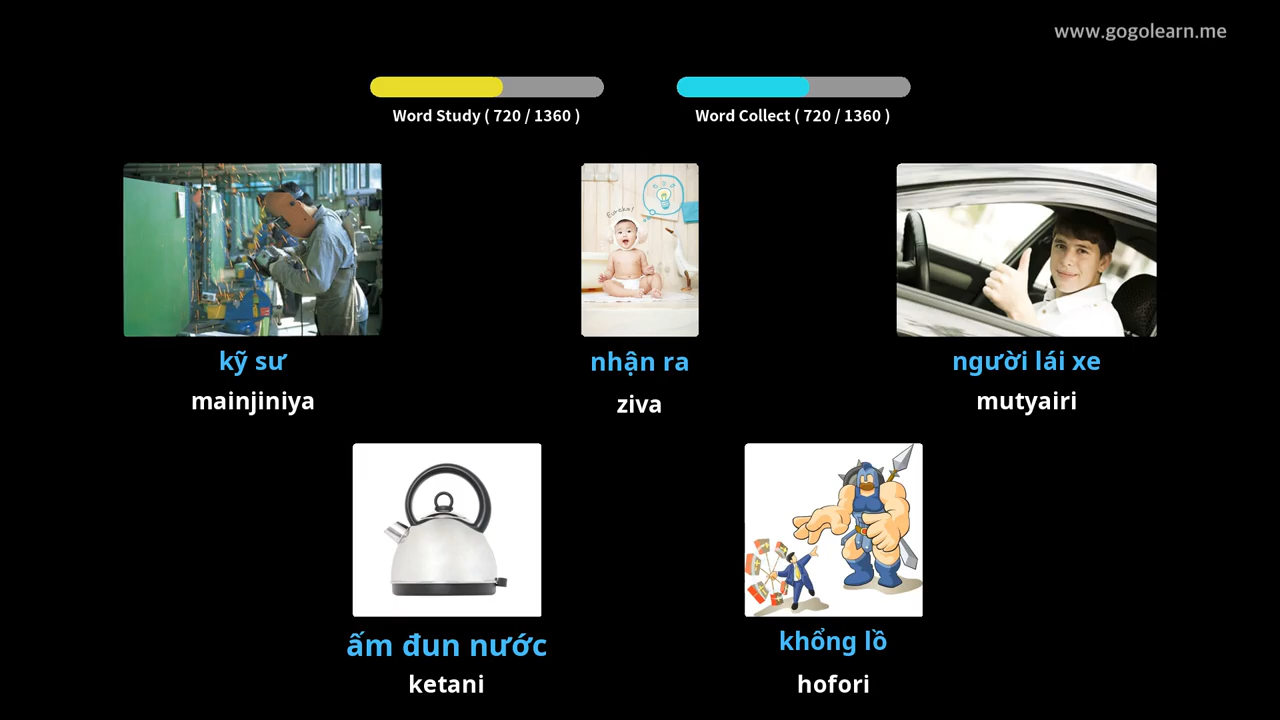 www.gogolearn.me
Word Study ( 720 / 1360 )
Word Collect ( 720 / 1360 )
Eureka!
kỹ sư
nhận ra
người lái xe
mainjiniya
ziva
mutyairi
ấm đun nước
khổng lồ
ketani
hofori